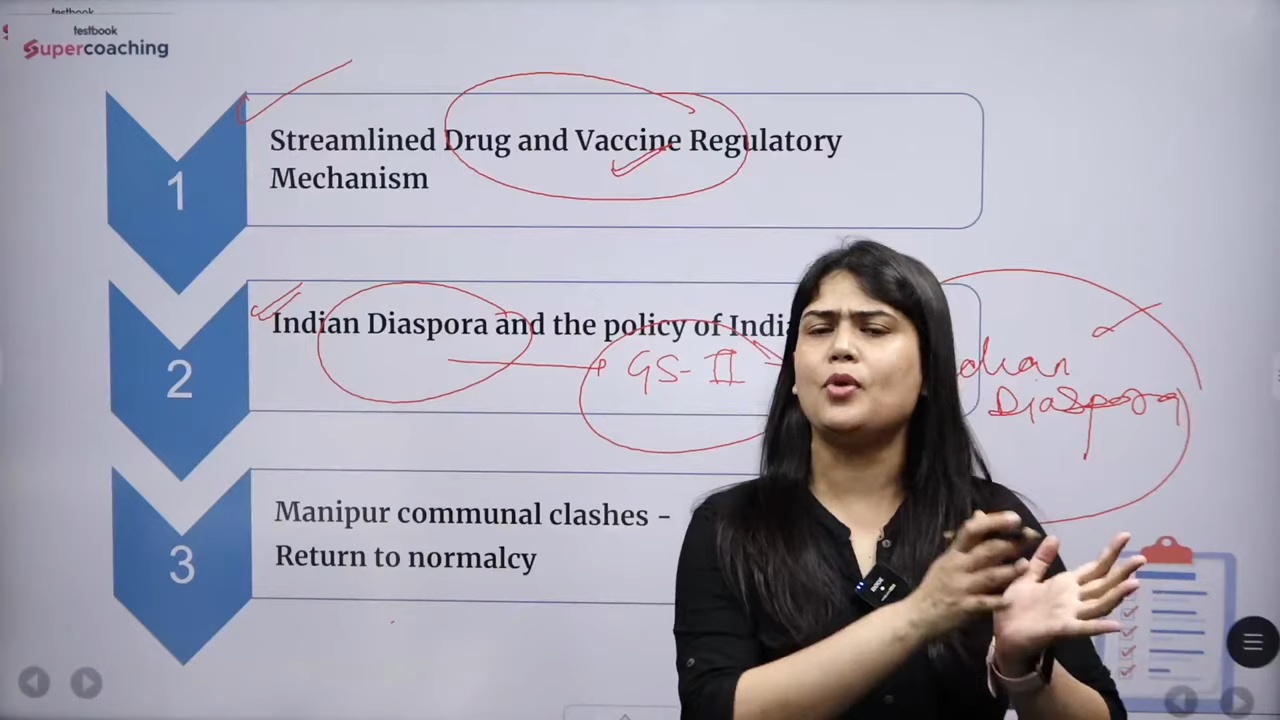 testbook
testbook
Supercoaching
1
Streamlined Drug and Vaccine Regulatory
Mechanism
2
Indian Diaspora and the policy of India
GS-II
Diaspora
3
Manipur communal clashes -
Return to normalcy